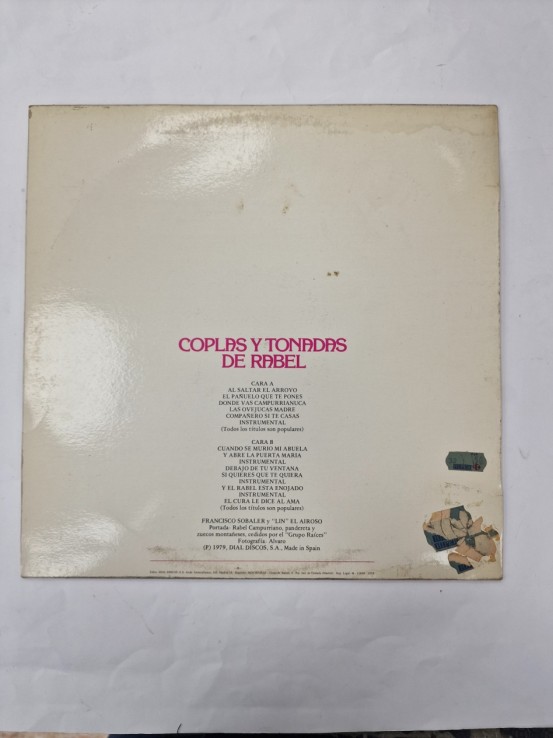 COPLAS Y TONADAS
DE RABEL
CARA A
AL SALTAR EL ARROYO
EL PAÑUELO QUE TE PONES
DONDE VAS CAMPURRIANUCA
LAS OVEJUCAS MADRE
COMPAÑERO SI TE CASAS
INSTRUMENTAL
(Todos los títulos son populares)
CARA B
CUANDO SE MURIO MI ABUELA
Y ABRE LA PUERTA MARIA
INSTRUMENTAL
DEBAJO DE TU VENTANA
SI QUIERES QUE TE QUIERA
INSTRUMENTAL
Y EL RABEL ESTA ENOJADO
INSTRUMENTAL
EL CURA LE DICE AL AMA
(Todos los títulos son populares)
FRANCISCO SOBALER y "LIN" EL AIROSO
Portada: Rabel Campurriano, pandereta y
zuecos montañeses, cedidos por el "Grupo Raíces"
Fotografía: Alvaro
(P) 1979, DIAL DISCOS, S.A., Made in Spain